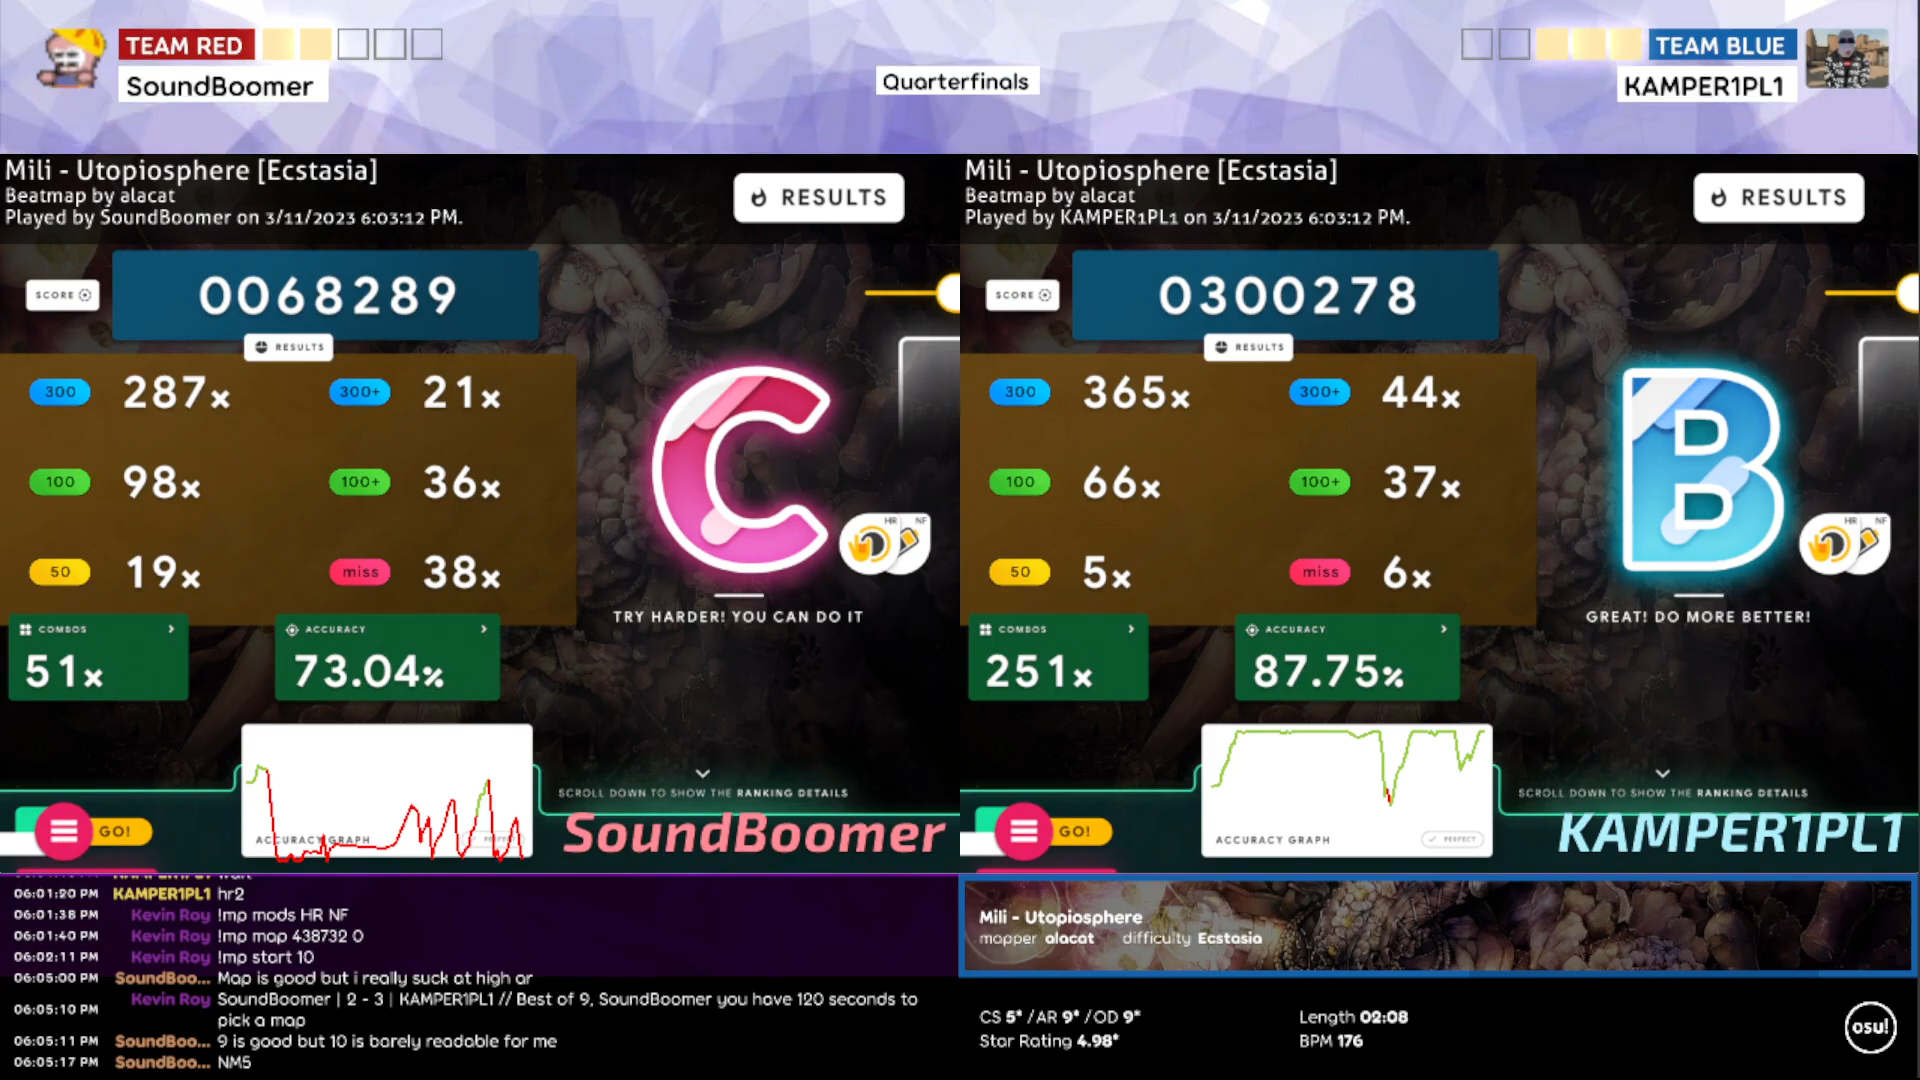 TEAM RED
SoundBoomer
Quarterfinals
TEAM BLUE
KAMPER1PL1
Mili - Utopiosphere [Ecstasia]
Beatmap by alacat
Played by SoundBoomer on 3/11/2023 6:03:12 PM.
RESULTS
SCORE
0068289
RESULTS
300 287x 300+ 21x
100 98x 100+ 36x
50 19x miss 38x
COMBOS
51x
ACCURACY
73.04%
C
HR NF
TRY HARDER! YOU CAN DO IT
ACCURACY GRAPH
PERFECT
SCROLL DOWN TO SHOW THE RANKING DETAILS
GO!
SoundBoomer
Mili - Utopiosphere [Ecstasia]
Beatmap by alacat
Played by KAMPER1PL1 on 3/11/2023 6:03:12 PM.
RESULTS
SCORE
0300278
RESULTS
300 365x 300+ 44x
100 66x 100+ 37x
50 5x miss 6x
COMBOS
251x
ACCURACY
87.75%
B
HR NF
GREAT! DO MORE BETTER!
ACCURACY GRAPH
PERFECT
SCROLL DOWN TO SHOW THE RANKING DETAILS
GO!
KAMPER1PL1
06:01:20 PM KAMPER1PL1 hr2
06:01:38 PM Kevin Roy !mp mods HR NF
06:01:40 PM Kevin Roy !mp map 438732 0
06:02:11 PM Kevin Roy !mp start 10
06:05:00 PM SoundBoo... Map is good but i really suck at high ar
06:05:10 PM Kevin Roy SoundBoomer | 2 - 3 | KAMPER1PL1 // Best of 9, SoundBoomer you have 120 seconds to
pick a map
06:05:11 PM SoundBoo... 9 is good but 10 is barely readable for me
06:05:17 PM SoundBoo... NM5
Mili - Utopiosphere
mapper alacat difficulty Ecstasia
CS 5* / AR 9* / OD 9*
Star Rating 4.98*
Length 02:08
BPM 176
osu!